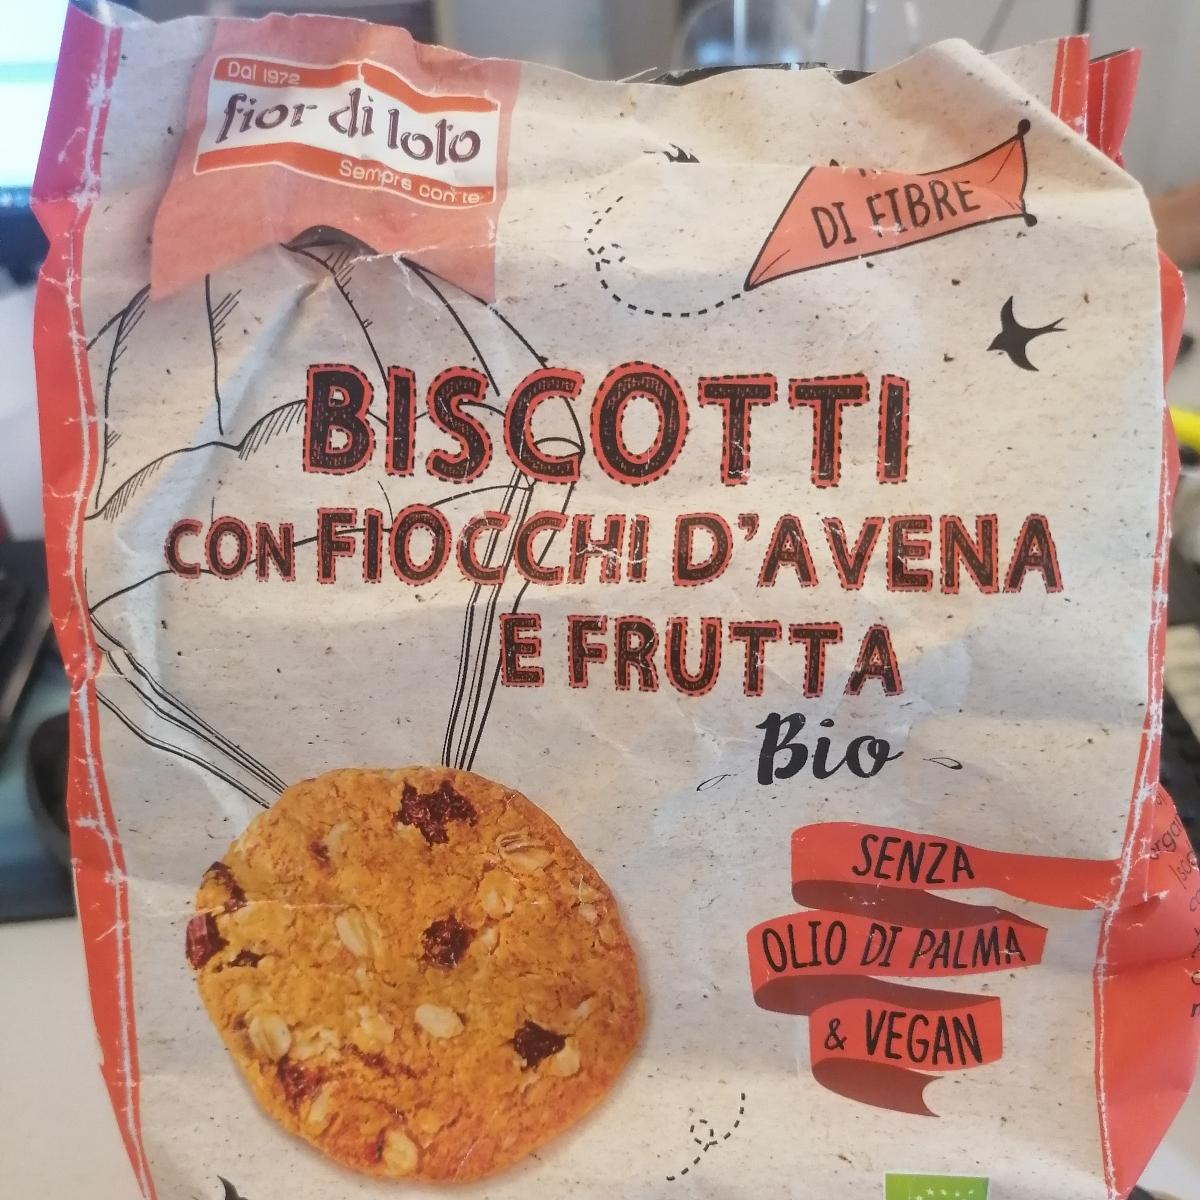 Dal 1972
fior di loto
Sempre con te
DI FIBRE
BISCOTTI
CON FIOCCHI D'AVENA
E FRUTTA
Bio
SENZA
OLIO DI PALMA
& VEGAN